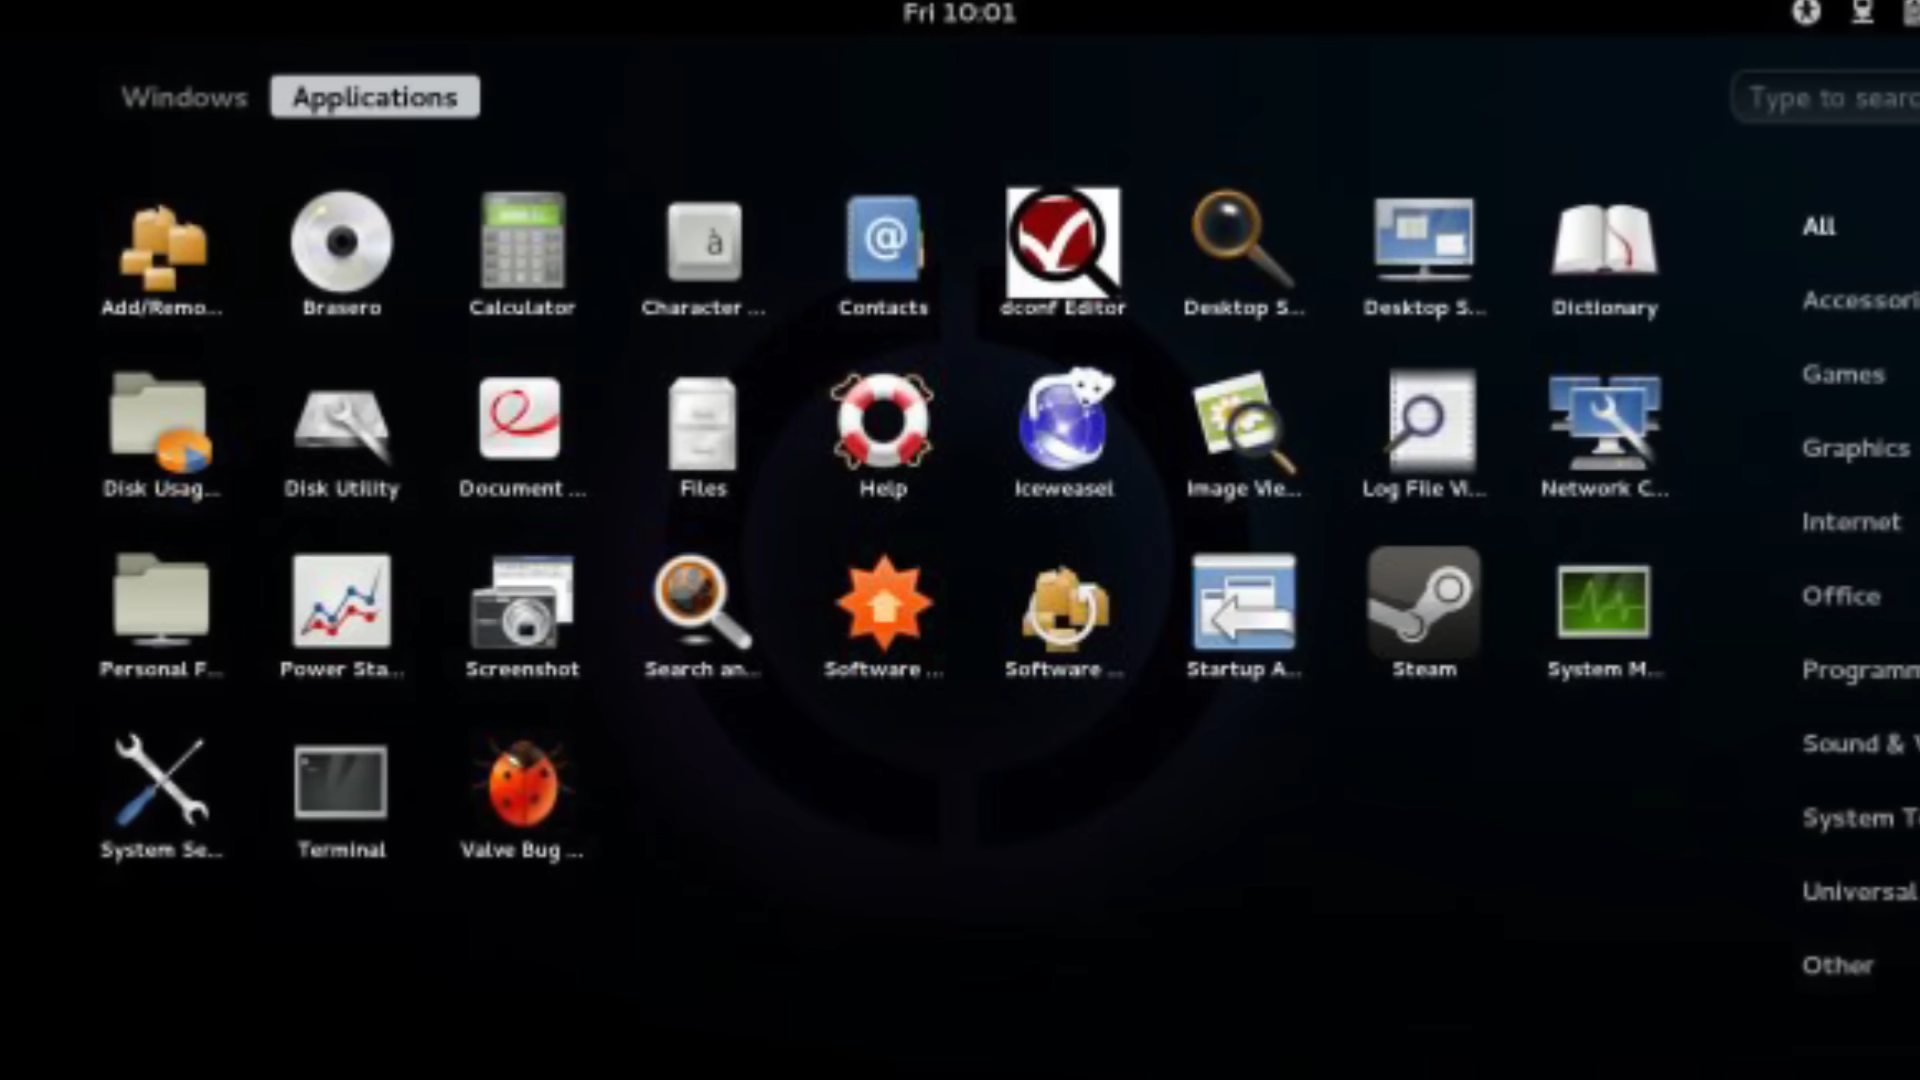 Fri 10:01
Windows
Applications
Type to searc
Add/Remo...
Brasero
Calculator
Character ...
Contacts
dconf Editor
Desktop S...
Desktop S...
Dictionary
All
Accessori
Disk Usag...
Disk Utility
Document ...
Files
Help
Iceweasel
Image Vie...
Log File Vi...
Network C...
Games
Graphics
Internet
Personal F...
Power Sta...
Screenshot
Search an...
Software ...
Software ...
Startup A...
Steam
System M...
Office
Programm
System Se...
Terminal
Valve Bug ...
Sound & V
System T
Universal
Other